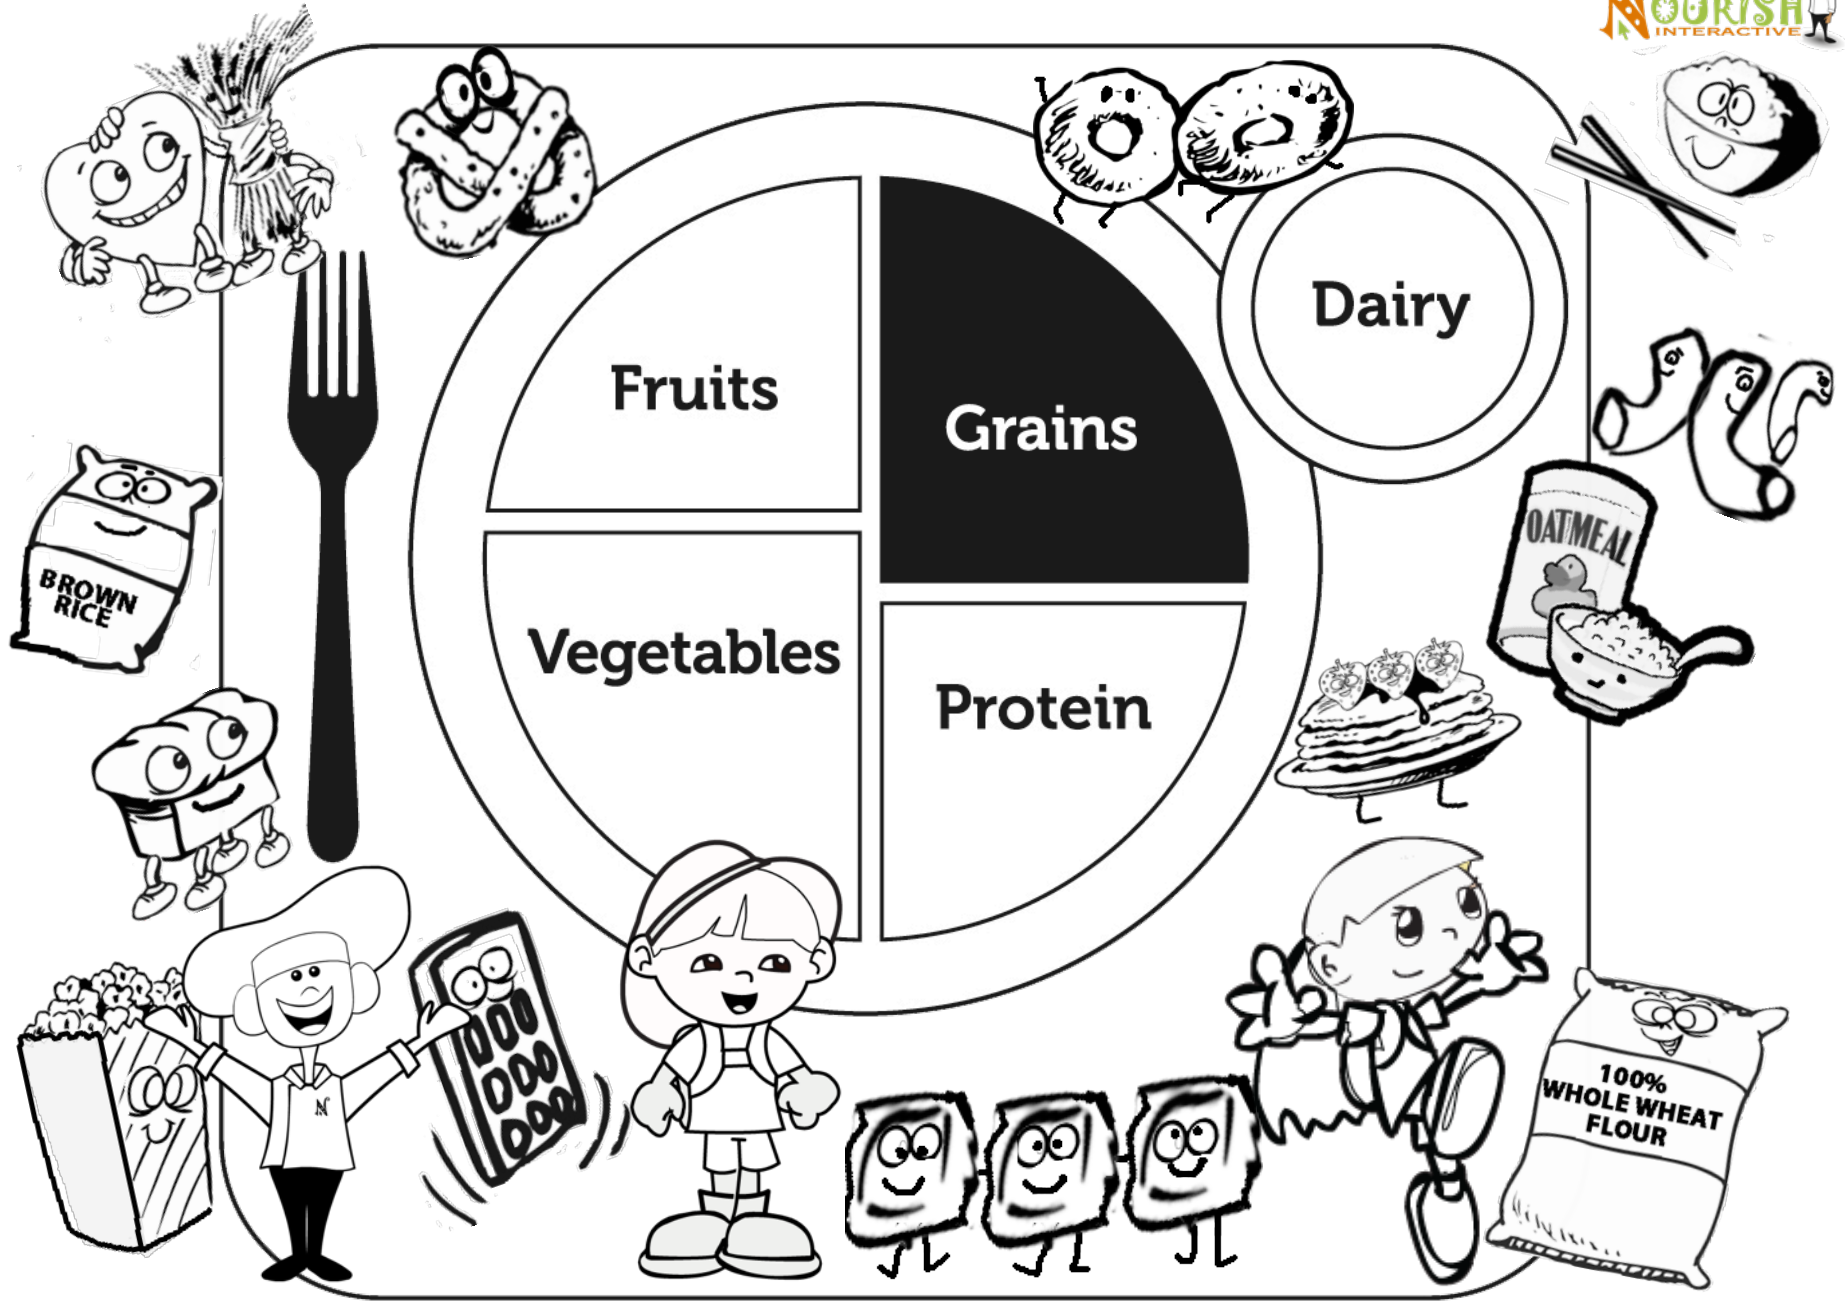 NOURISH
INTERACTIVE
Dairy
Fruits
Grains
OATMEAL
BROWN
RICE
Vegetables
Protein
N
100%
WHOLE WHEAT
FLOUR